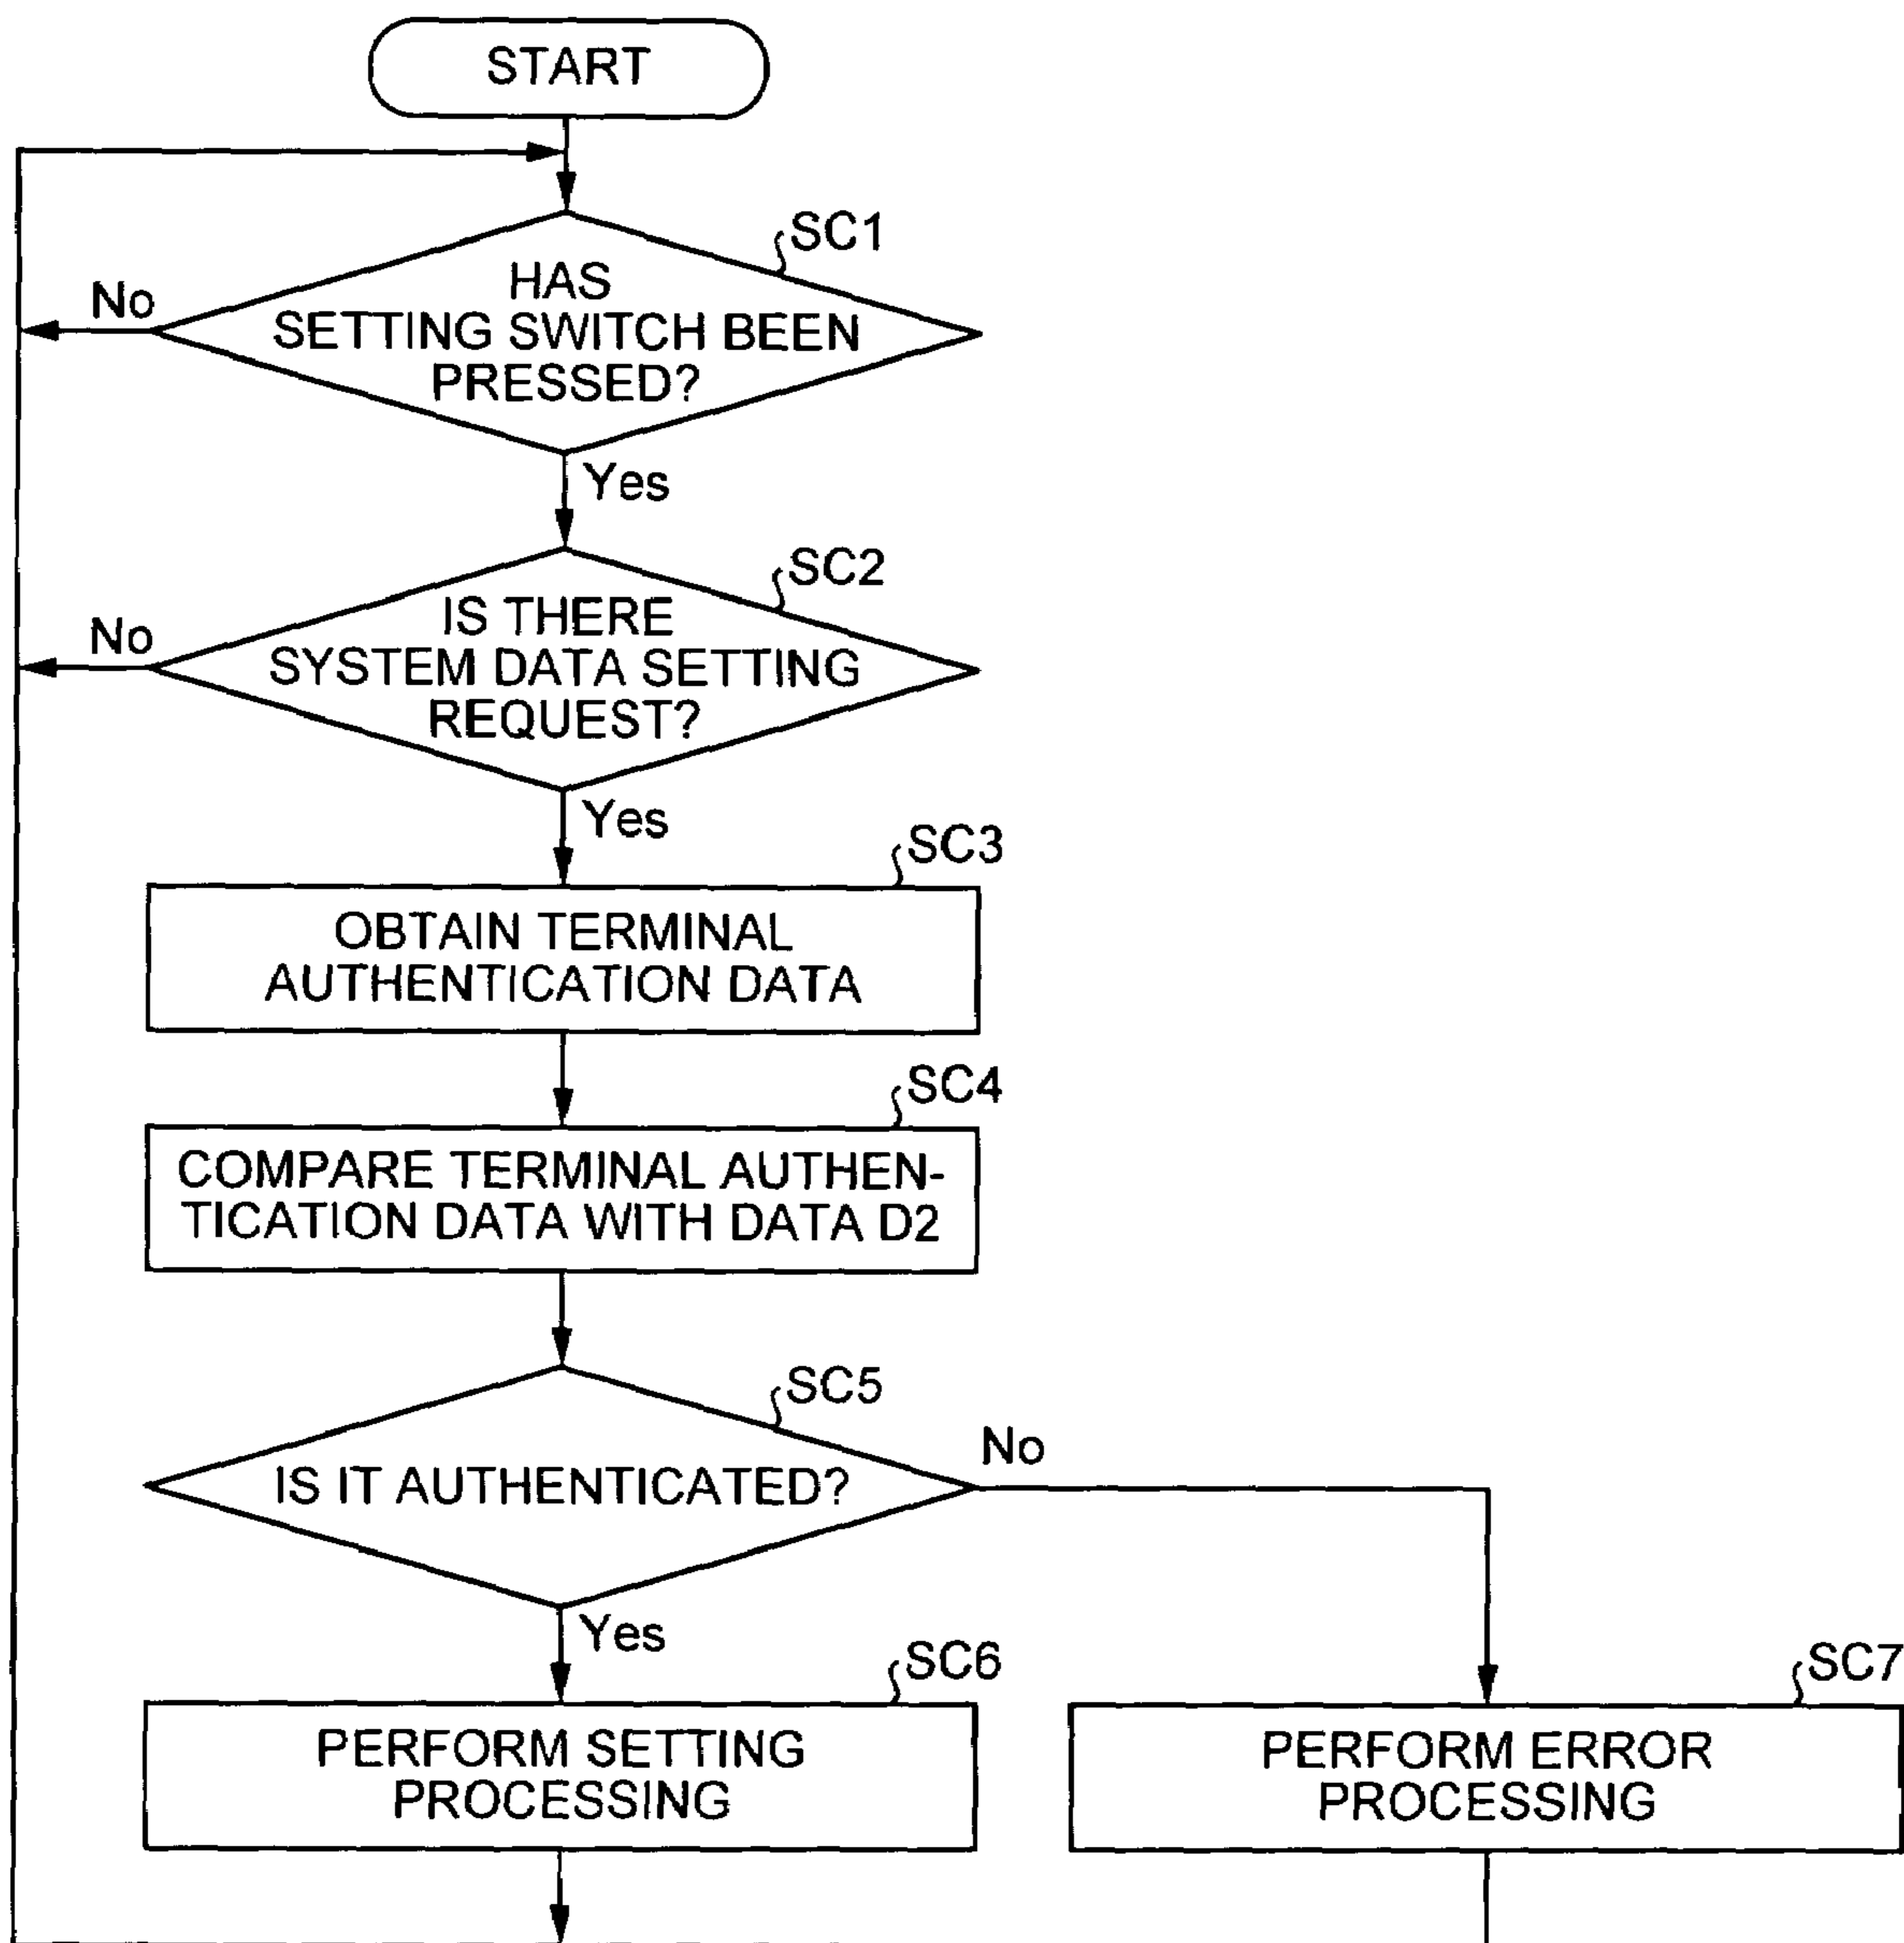 START
SC1
HAS
SETTING SWITCH BEEN
PRESSED?
No
Yes
SC2
IS THERE
SYSTEM DATA SETTING
REQUEST?
No
Yes
SC3
OBTAIN TERMINAL
AUTHENTICATION DATA
SC4
COMPARE TERMINAL AUTHEN-
TICATION DATA WITH DATA D2
SC5
IS IT AUTHENTICATED?
No
Yes
SC6
PERFORM SETTING
PROCESSING
SC7
PERFORM ERROR
PROCESSING